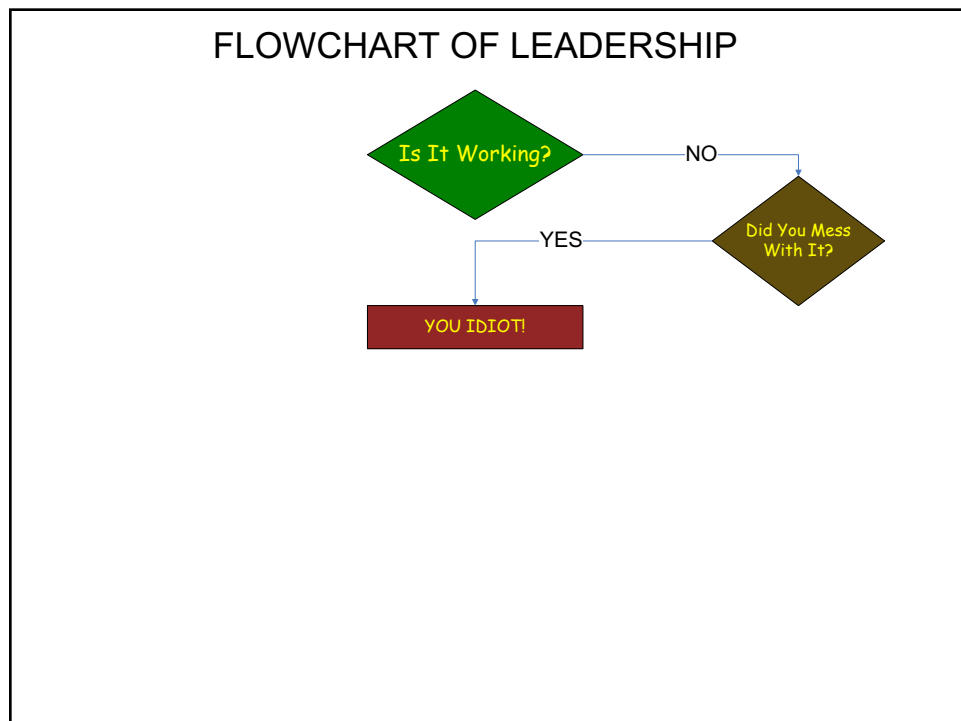 FLOWCHART OF LEADERSHIP
Is It Working?
NO
Did You Mess
With It?
YES
YOU IDIOT!